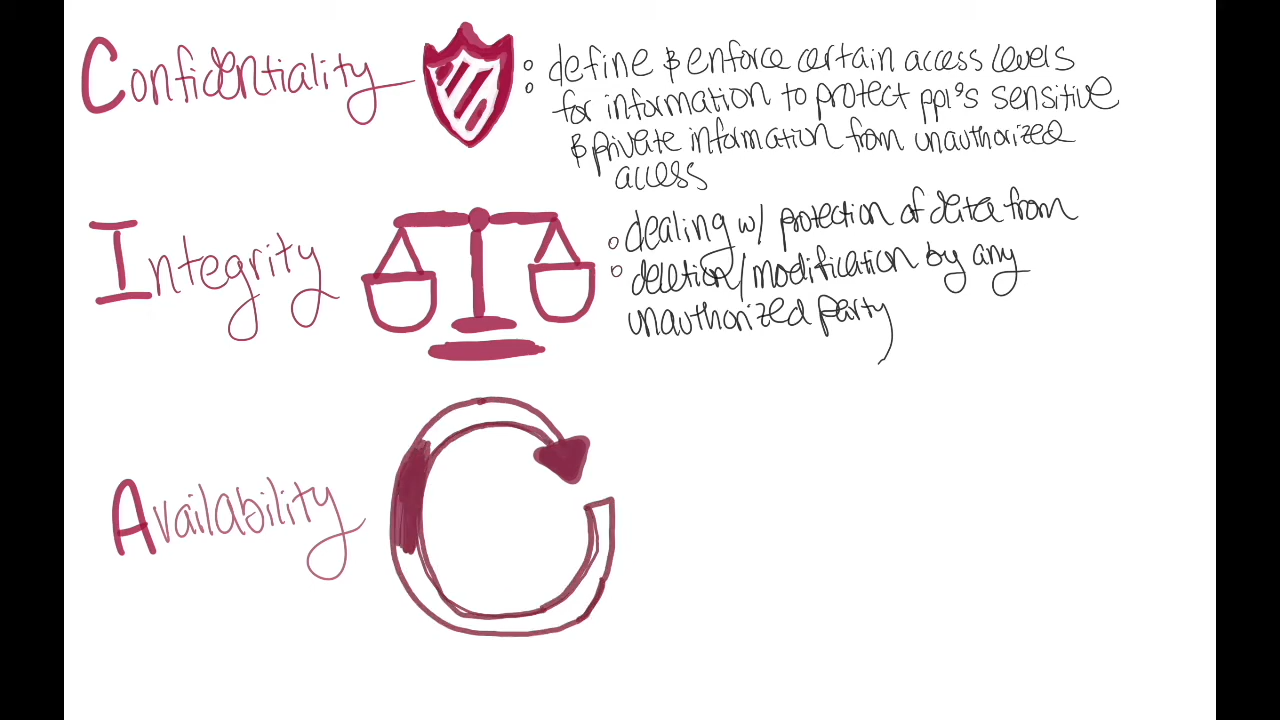 Confidentiality : define & enforce certain access levels
for information to protect ppl's sensitive
& private information from unauthorized
access
Integrity : dealing w/ protection of data from
deletion/modification by any
unauthorized party
Availability